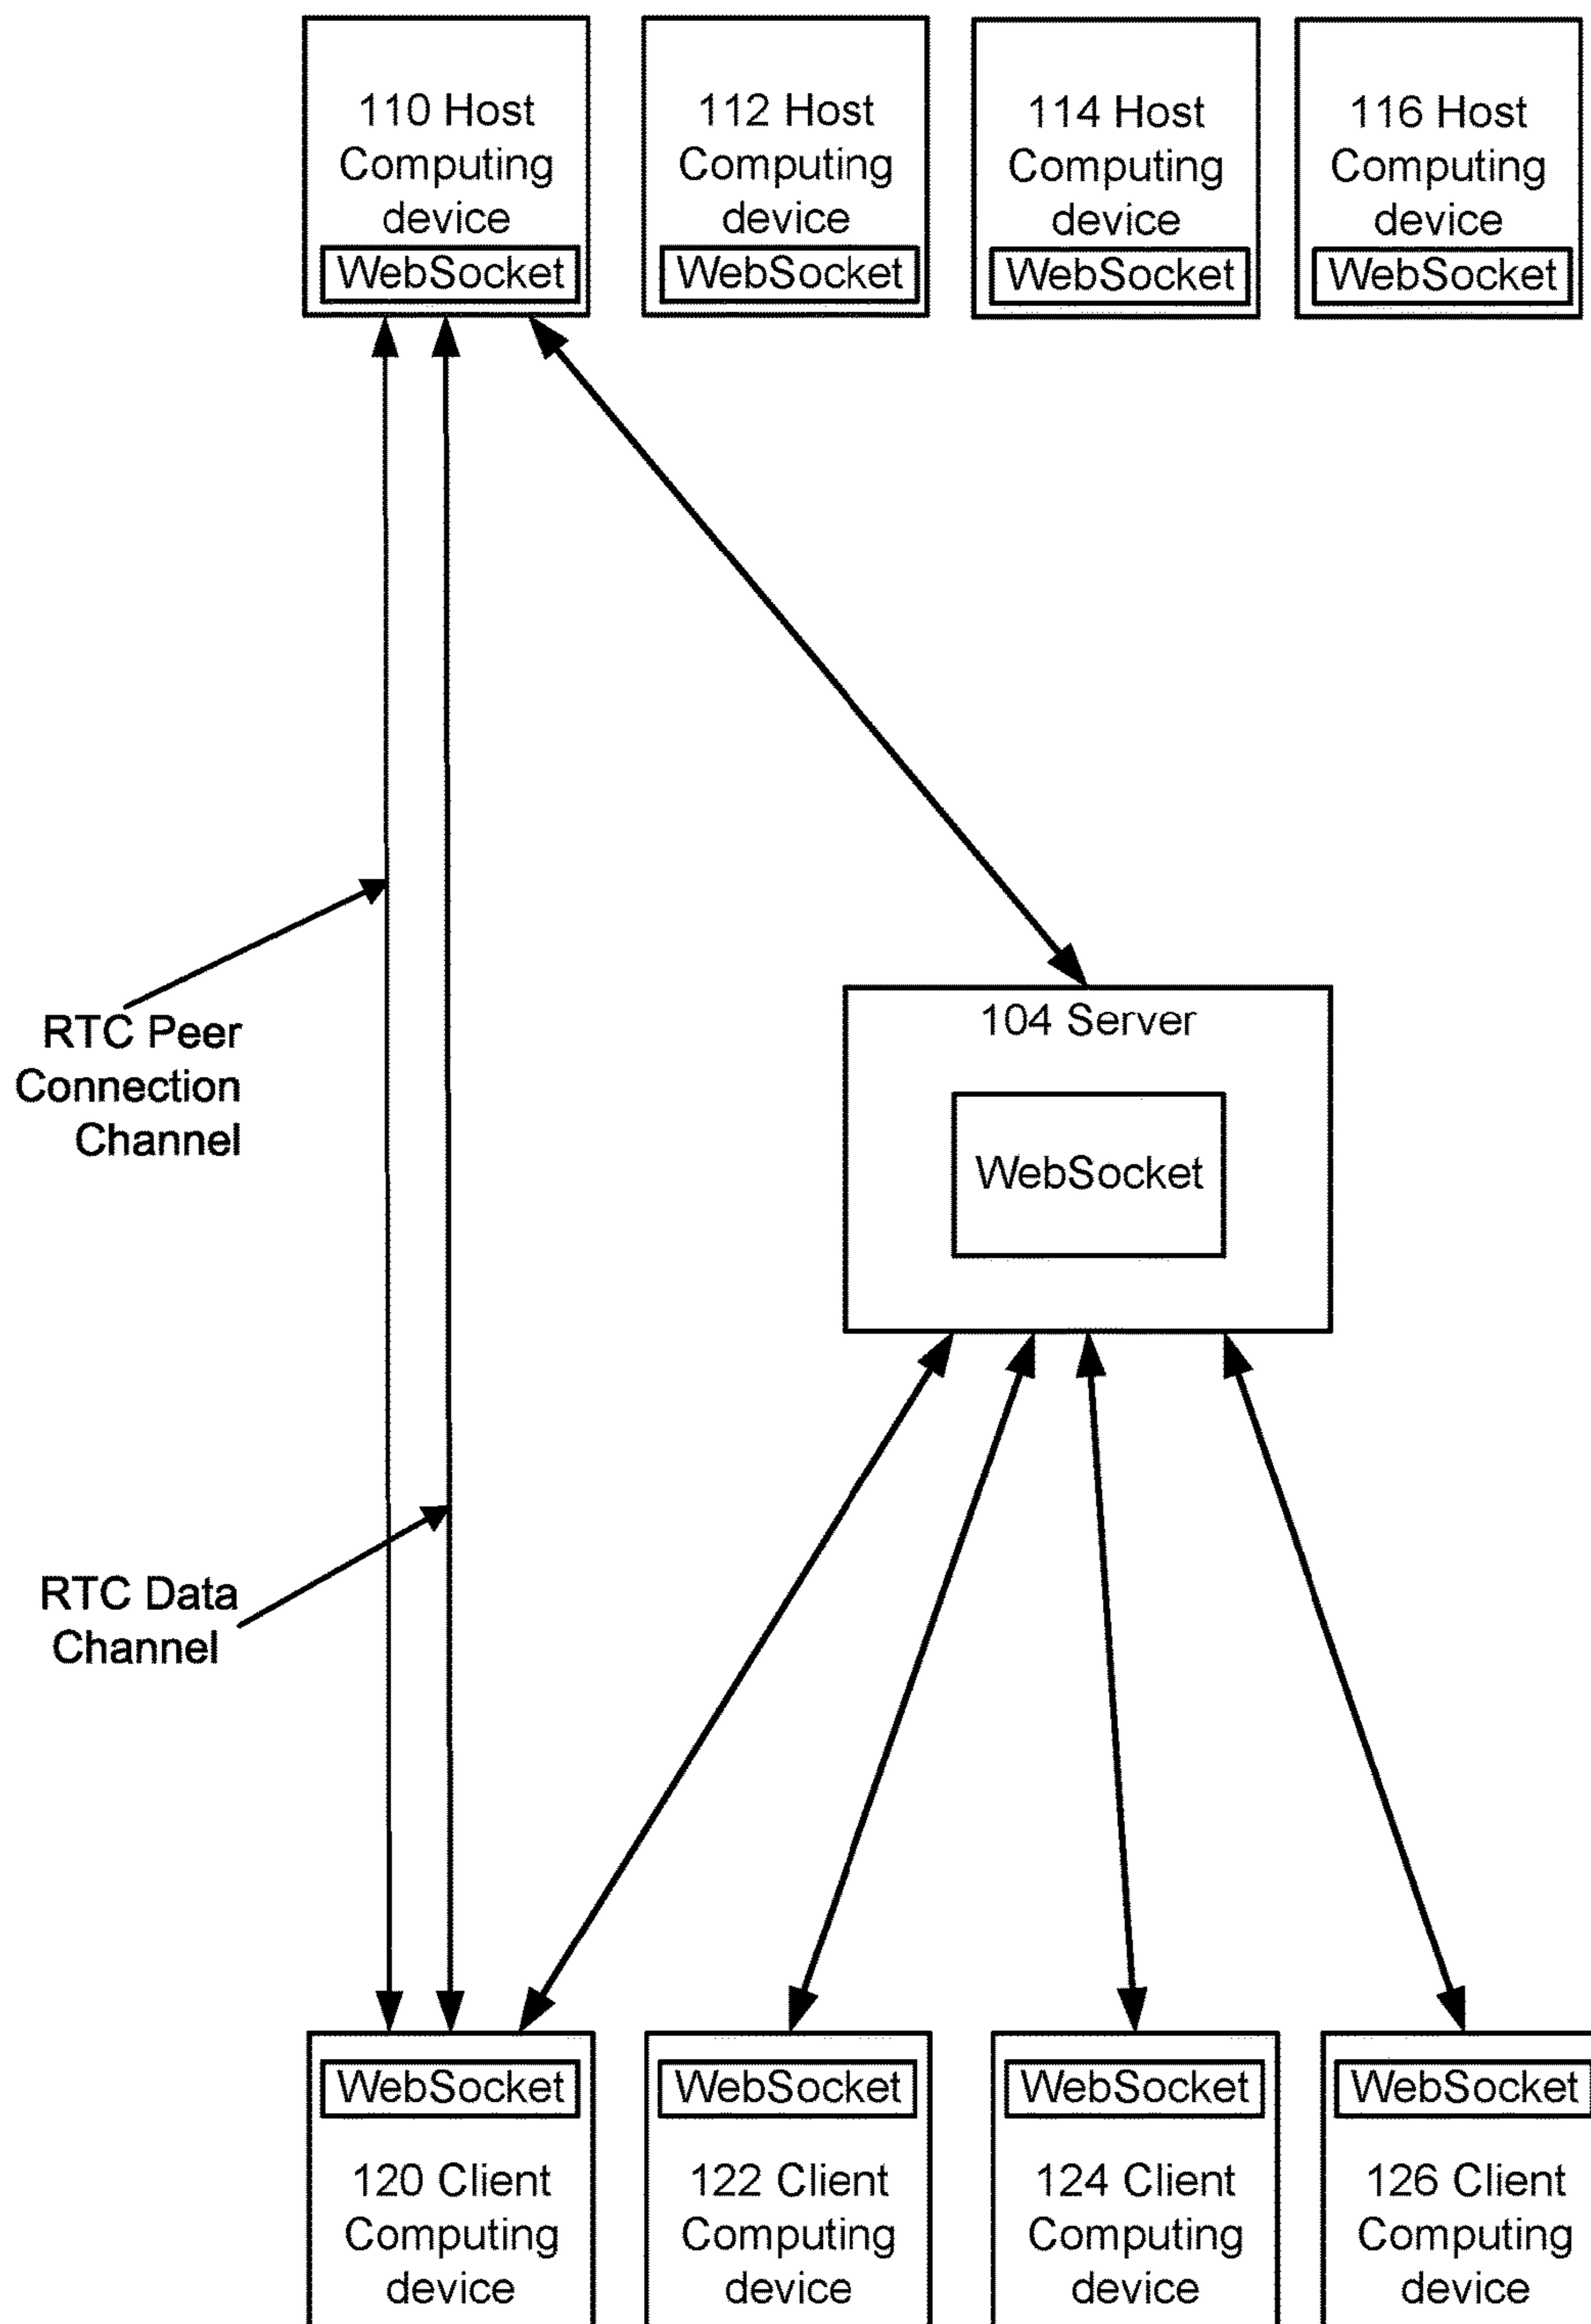 110 Host
Computing
device
WebSocket
112 Host
Computing
device
WebSocket
114 Host
Computing
device
WebSocket
116 Host
Computing
device
WebSocket
RTC Peer
Connection
Channel
104 Server
WebSocket
RTC Data
Channel
WebSocket
120 Client
Computing
device
WebSocket
122 Client
Computing
device
WebSocket
124 Client
Computing
device
WebSocket
126 Client
Computing
device